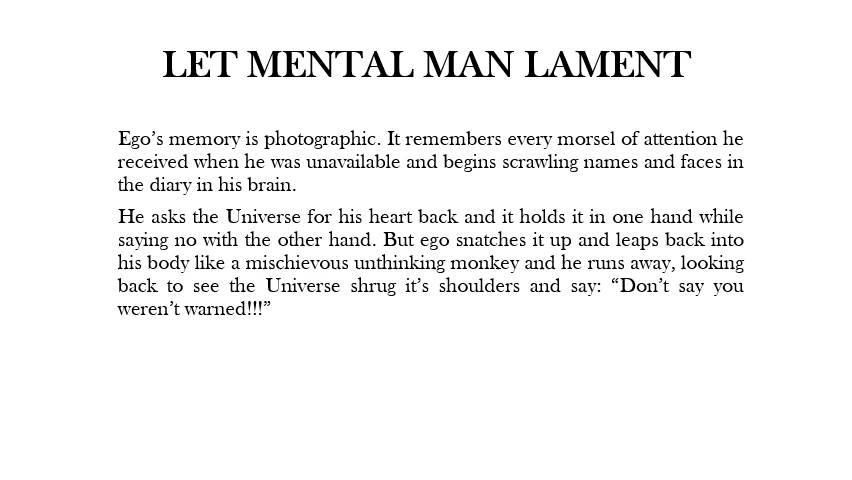 LET MENTAL MAN LAMENT
Ego’s memory is photographic. It remembers every morsel of attention he
received when he was unavailable and begins scrawling names and faces in
the diary in his brain.
He asks the Universe for his heart back and it holds it in one hand while
saying no with the other hand. But ego snatches it up and leaps back into
his body like a mischievous unthinking monkey and he runs away, looking
back to see the Universe shrug it’s shoulders and say: “Don’t say you
weren’t warned!!!”